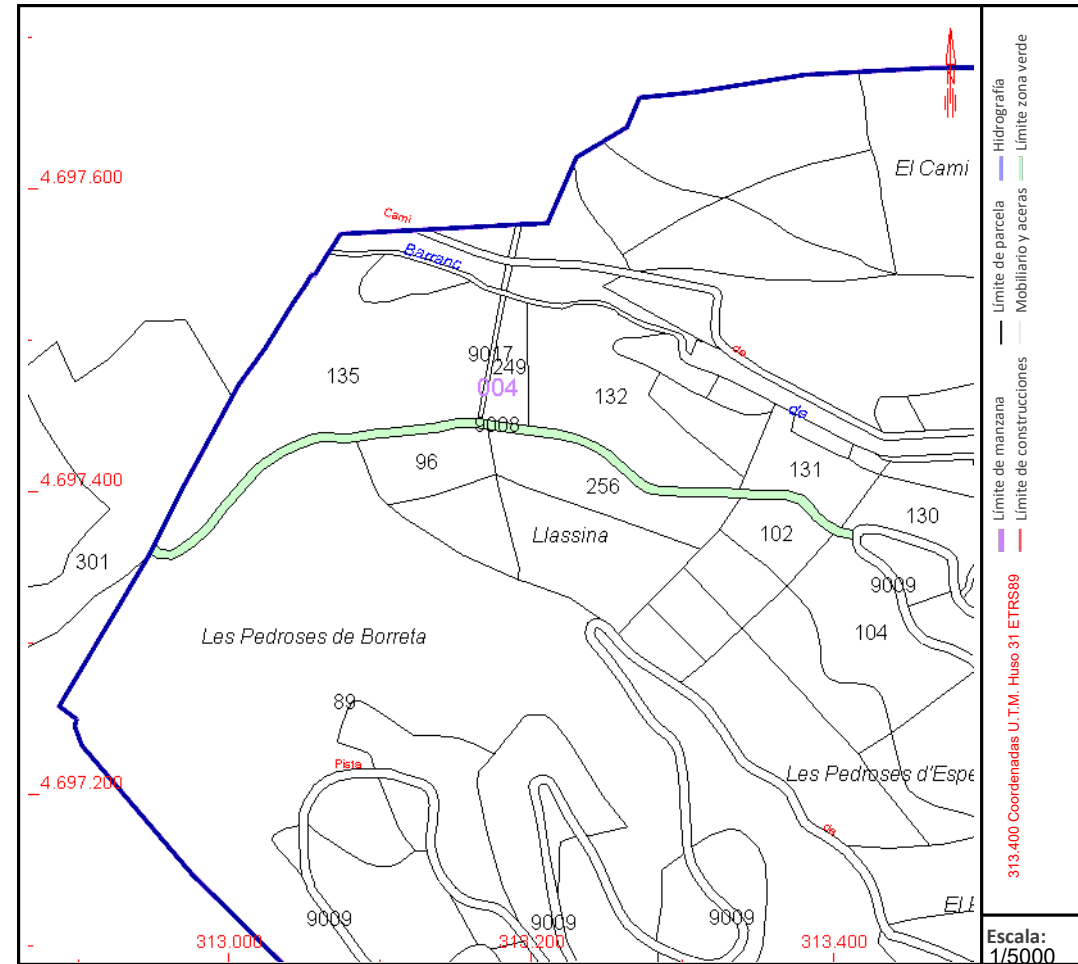 4.697.600
El Cami
Cami
Barranc
9017
249
135
004
132
de
de
9008
96
4.697.400
256
131
Llassina
102
130
301
9009
104
Les Pedroses de Borreta
89
Pista
4.697.200
Les Pedroses d'Espe
de
9009
9009
9009
313.000
313.200
313.400
Límite de manzana
Límite de parcela
Hidrografía
Límite de construcciones
Mobiliario y aceras
Límite zona verde
313.400 Coordenadas U.T.M. Huso 31 ETRS89
Escala:
1/5000